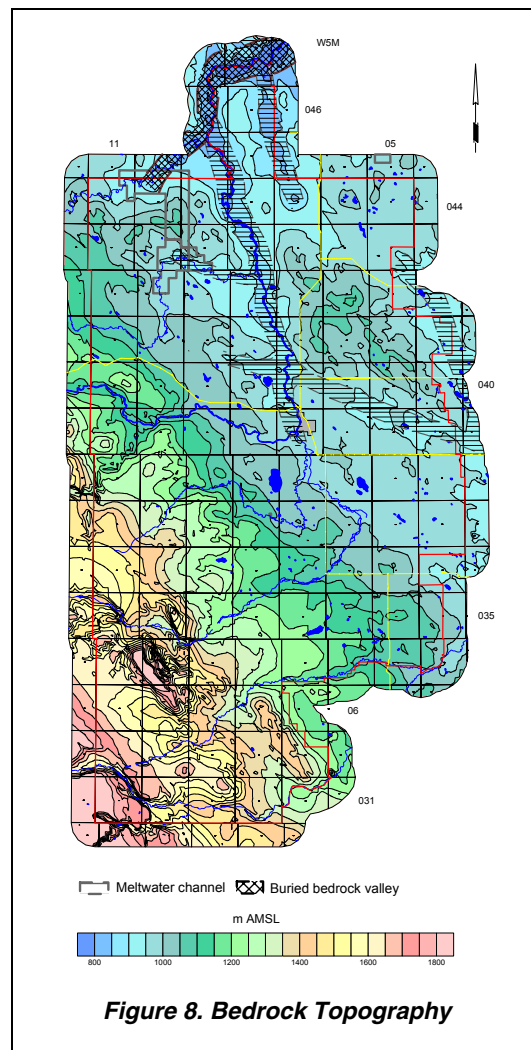 W5M
046
11
05
044
040
035
06
031
Meltwater channel Buried bedrock valley
m AMSL
800 1000 1200 1400 1600 1800
Figure 8. Bedrock Topography